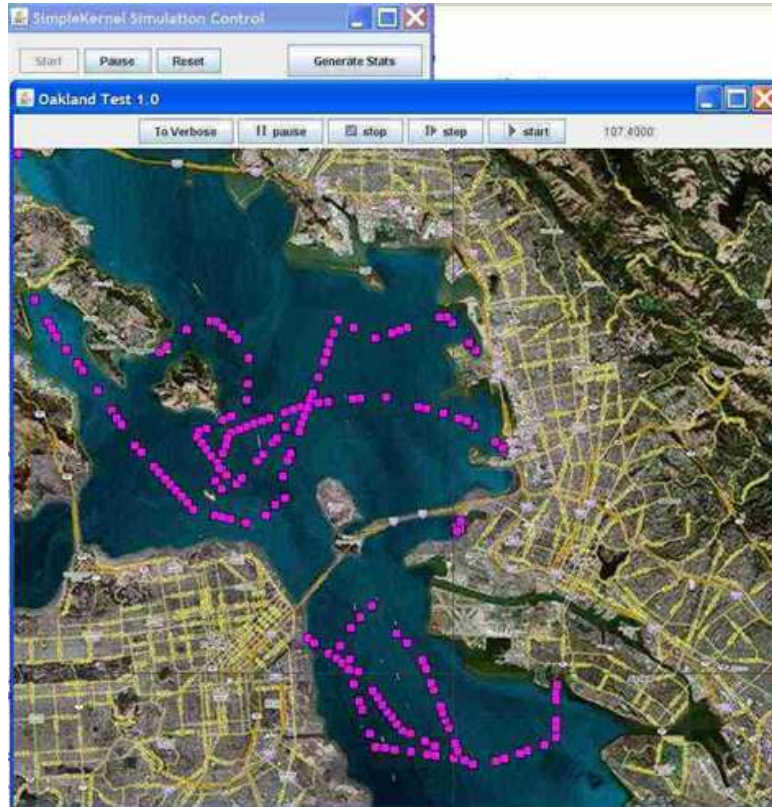 SimpleKernel Simulation Control
Start Pause Reset Generate Stats
Oakland Test 1.0
To Verbose pause stop step start 107.4000